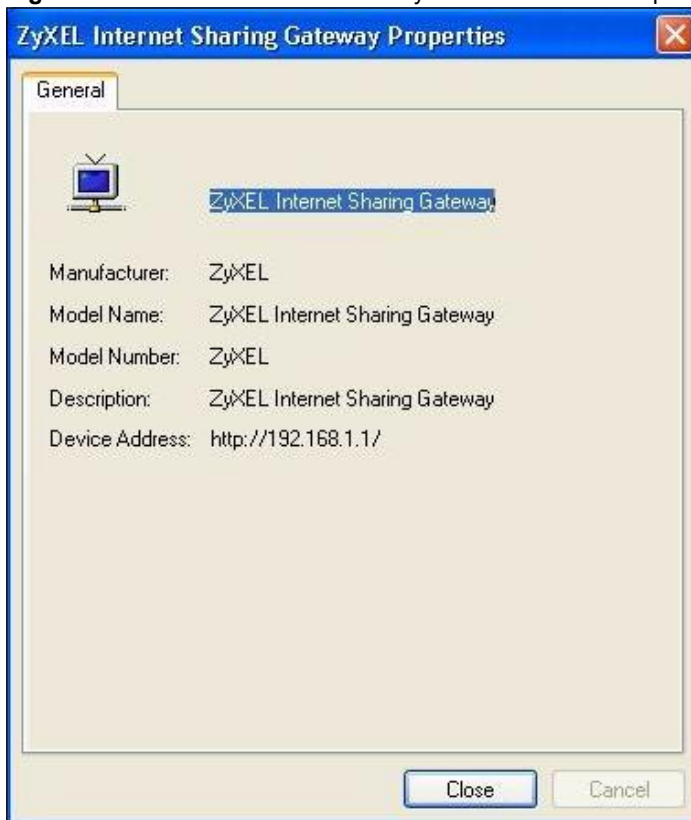 ZyXEL Internet Sharing Gateway Properties
General
ZyXEL Internet Sharing Gateway
Manufacturer: ZyXEL
Model Name: ZyXEL Internet Sharing Gateway
Model Number: ZyXEL
Description: ZyXEL Internet Sharing Gateway
Device Address: http://192.168.1.1/
Close Cancel